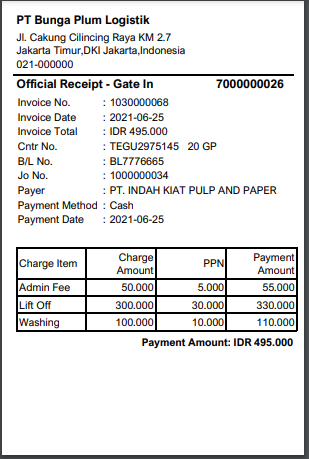 PT Bunga Plum Logistik
Jl. Cakung Cilincing Raya KM 2.7
Jakarta Timur,DKI Jakarta,Indonesia
021-000000
Official Receipt - Gate In 7000000026
Invoice No. : 1030000068
Invoice Date : 2021-06-25
Invoice Total : IDR 495.000
Cntr No. : TEGU2975145 20 GP
B/L No. : BL7776665
Jo No. : 1000000034
Payer : PT. INDAH KIAT PULP AND PAPER
Payment Method : Cash
Payment Date : 2021-06-25
Charge Item Charge Amount PPN Payment Amount
Admin Fee 50.000 5.000 55.000
Lift Off 300.000 30.000 330.000
Washing 100.000 10.000 110.000
Payment Amount: IDR 495.000